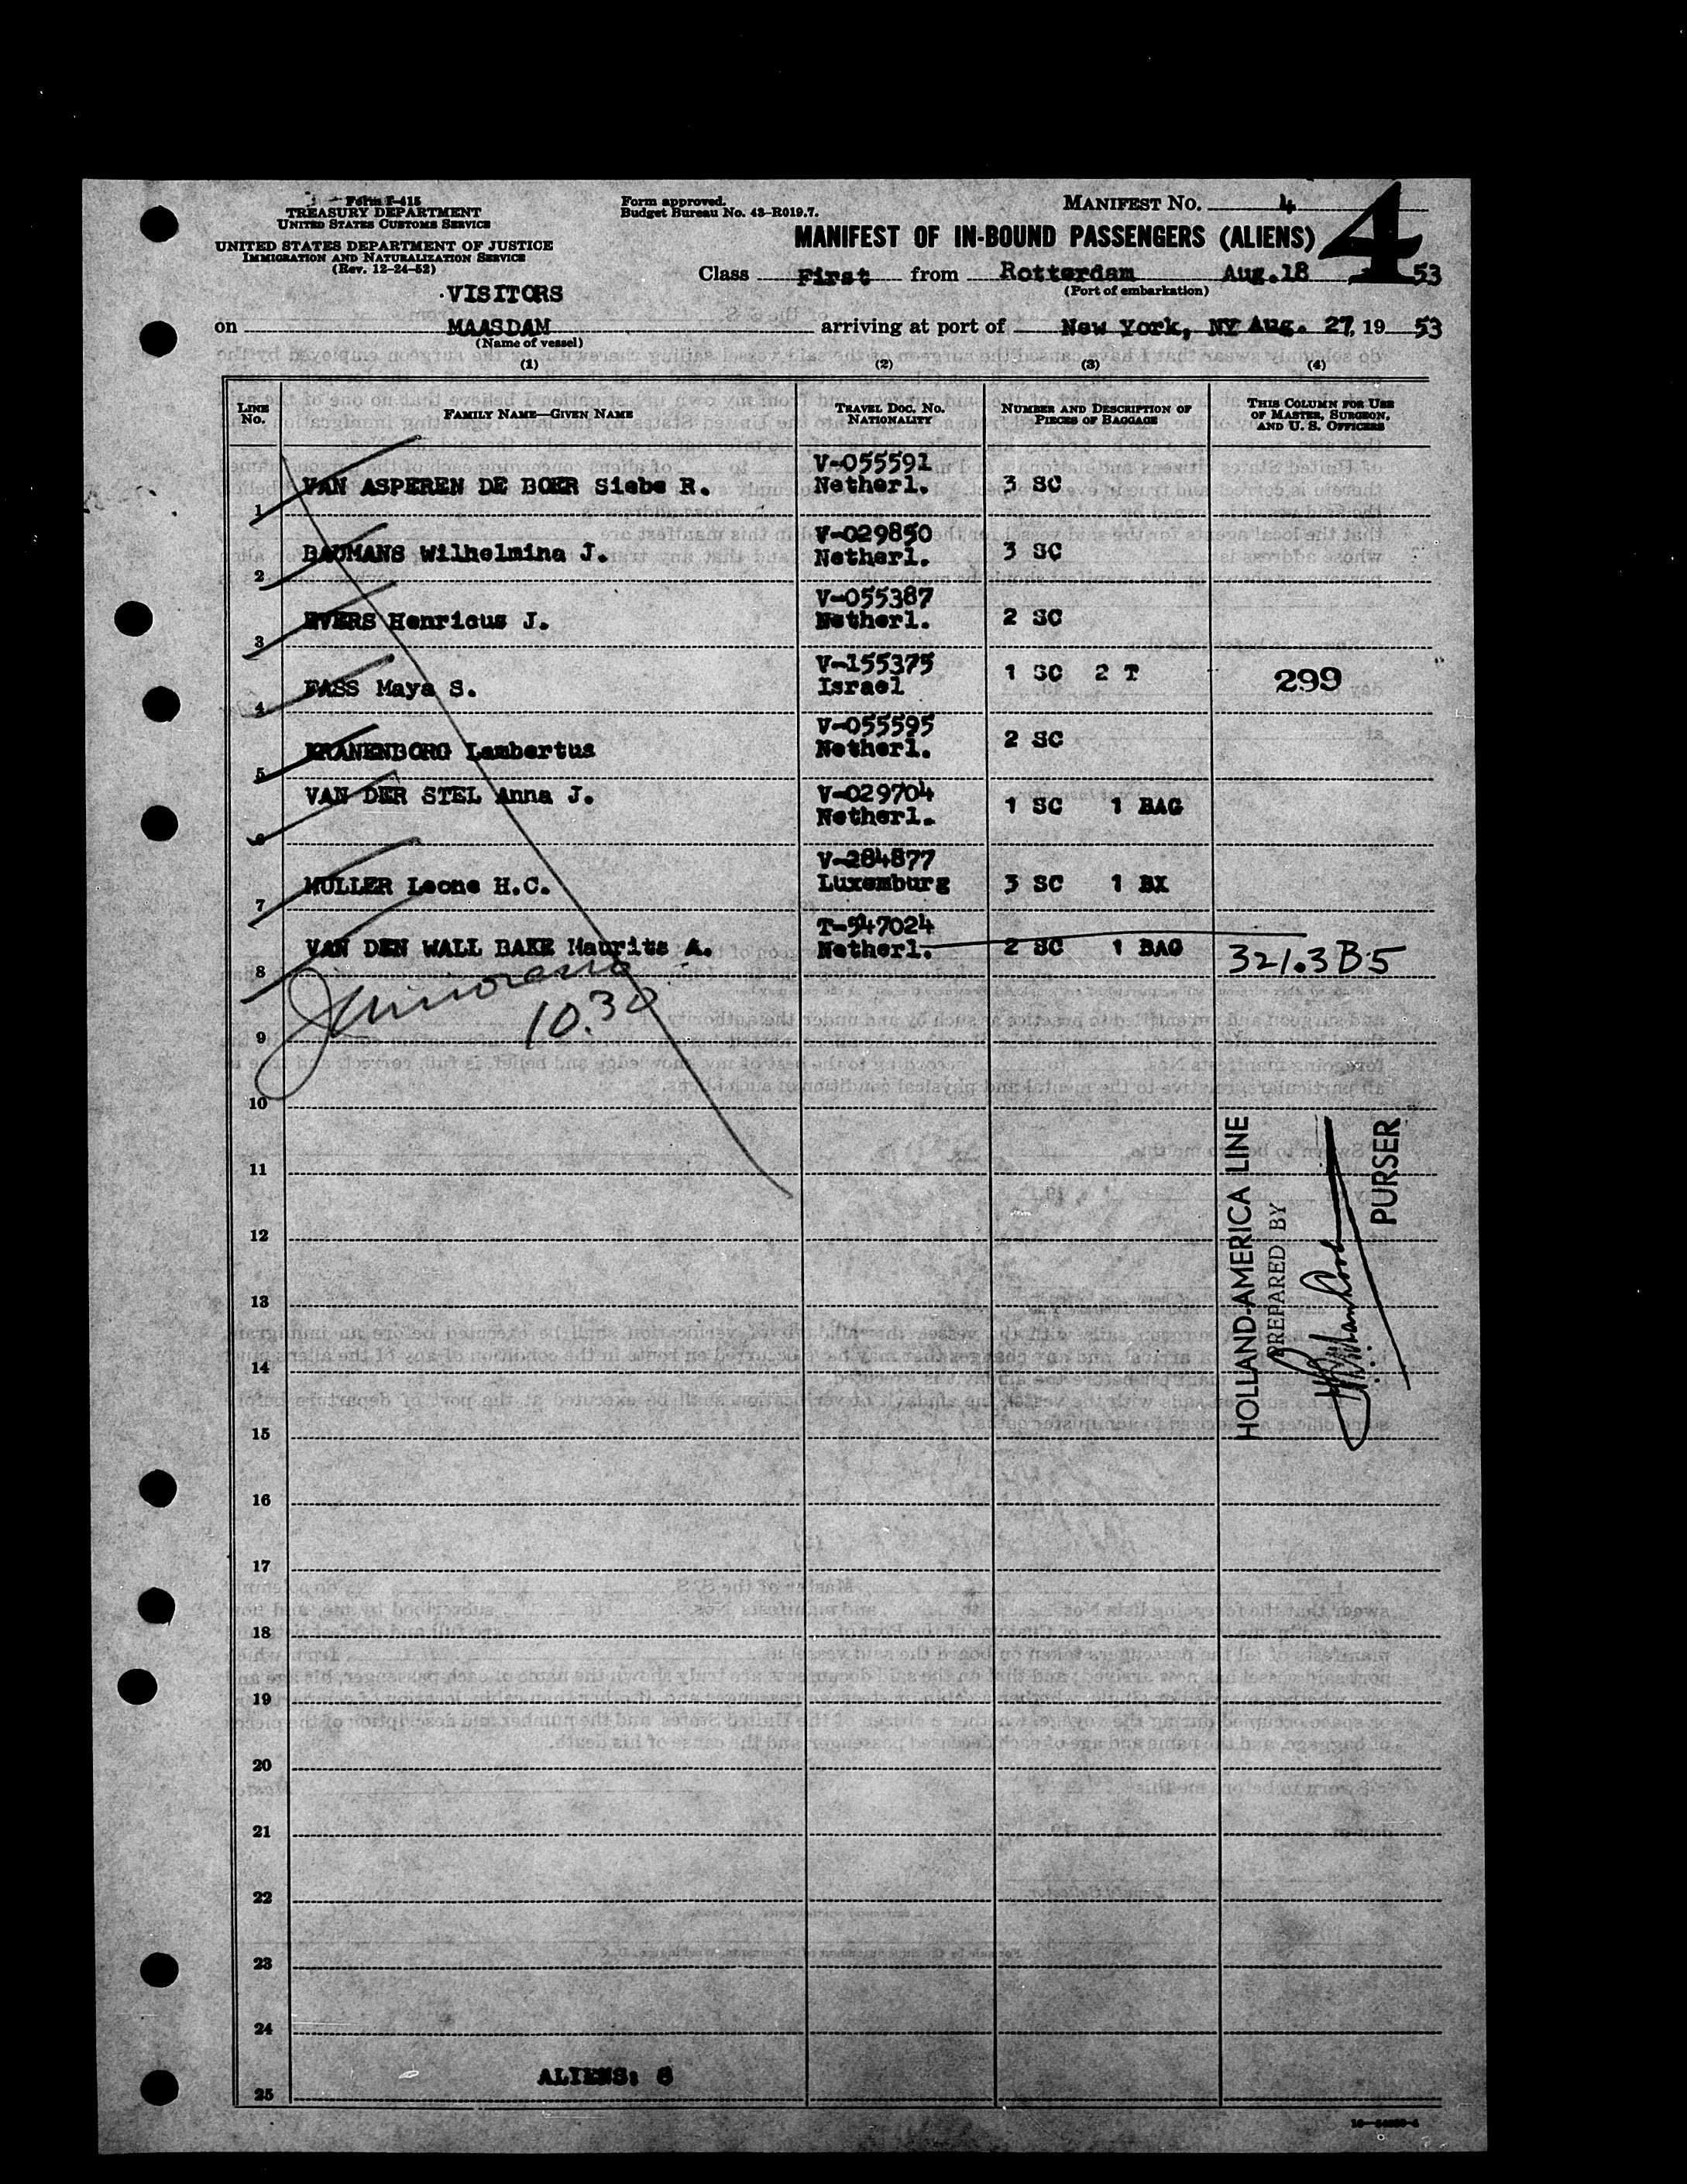 Form I-415
TREASURY DEPARTMENT
UNITED STATES CUSTOMS SERVICE
UNITED STATES DEPARTMENT OF JUSTICE
IMMIGRATION AND NATURALIZATION SERVICE
(Rev. 12-24-52)
Form approved.
Budget Bureau No. 43-R019.7.
MANIFEST No. 4
4
MANIFEST OF IN-BOUND PASSENGERS (ALIENS)
Class First from Rotterdam Aug.18 53
(Port of embarkation)
VISITORS
on MAASDAM arriving at port of New York, NY Aug. 27, 19 53
(Name of vessel)
(1) (2) (3) (4)
LINE No. FAMILY NAME—GIVEN NAME TRAVEL DOC. NO. NATIONALITY NUMBER AND DESCRIPTION OF PIECES OF BAGGAGE THIS COLUMN FOR USE OF MASTER, SURGEON, AND U. S. OFFICERS
V-055591
1 VAN ASPEREN DE BOER Siebe R. Netherl. 3 SC
V-029850
2 BAUMANS Wilhelmina J. Netherl. 3 SC
V-055387
3 EVERS Henricus J. Netherl. 2 SC
V-155375
4 FASS Maya S. Israel 1 SC 2 T 299
V-055595
5 KRANENBORG Lambertus Netherl. 2 SC
V-029704
6 VAN DER STEL Anna J. Netherl. 1 SC 1 BAG
V-284877
7 MULLER Leone H.C. Luxemburg 3 SC 1 BX
T-547024
8 VAN DEN WALL BAKE Maurits A. Netherl. 2 SC 1 BAG 321.3 B5
10.30
9
10
11
12
13
14
15
HOLLAND-AMERICA LINE
PREPARED BY
PURSER
16
17
18
19
20
21
22
23
24
ALIENS: 8
25